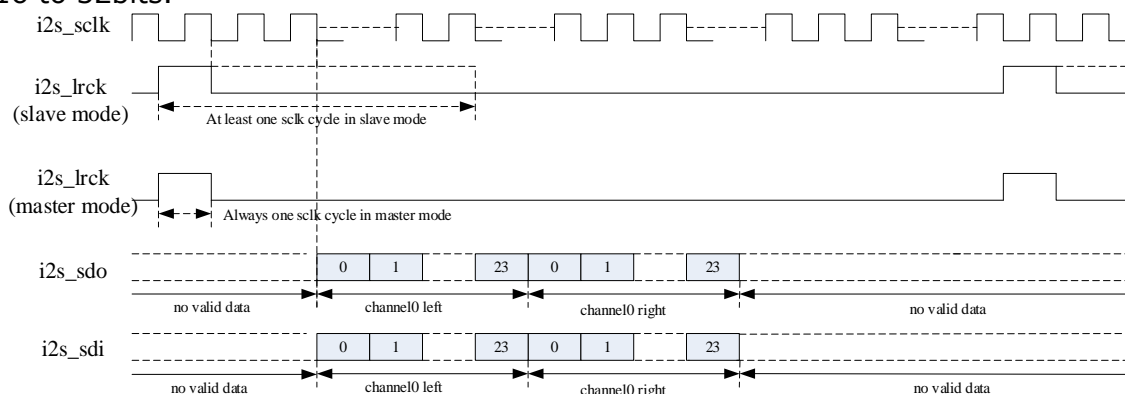 i2s_sclk
i2s_lrck
(slave mode)
At least one sclk cycle in slave mode
i2s_lrck
(master mode)
Always one sclk cycle in master mode
i2s_sdo
0 1 23 0 1 23
no valid data channel0 left channel0 right no valid data
i2s_sdi
0 1 23 0 1 23
no valid data channel0 left channel0 right no valid data